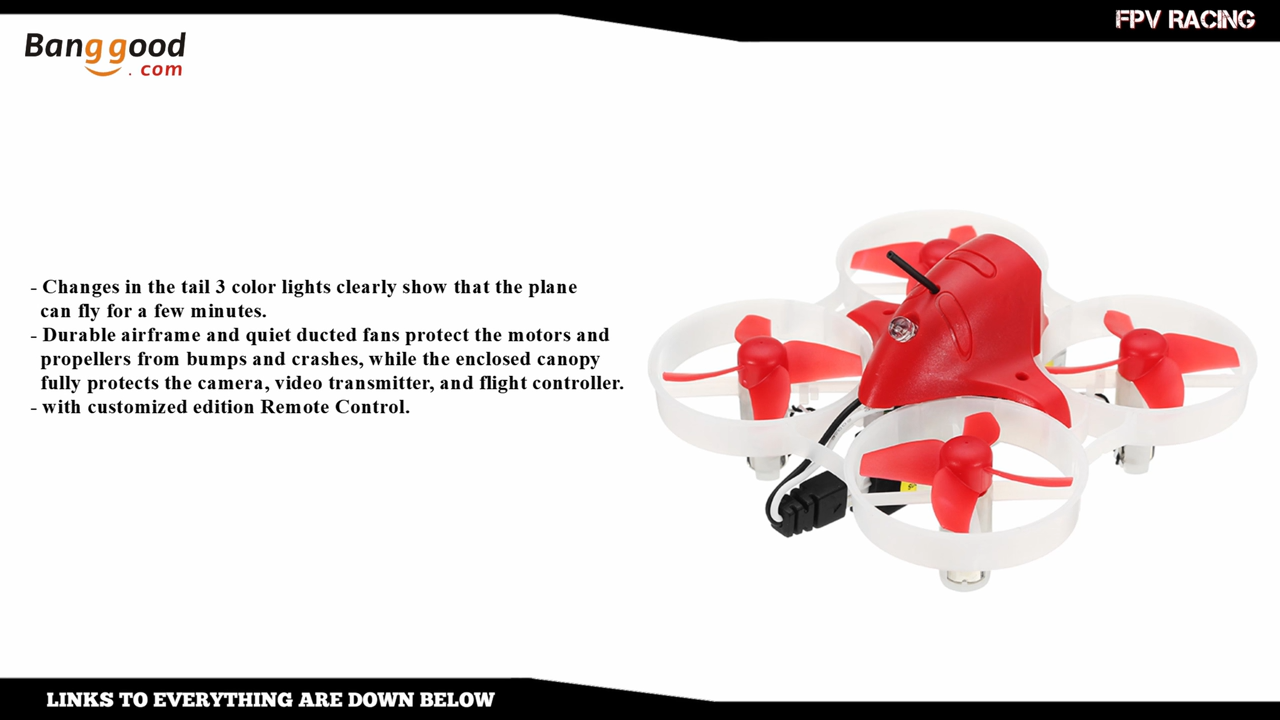 FPV RACING
Banggood
.com
- Changes in the tail 3 color lights clearly show that the plane
can fly for a few minutes.
- Durable airframe and quiet ducted fans protect the motors and
propellers from bumps and crashes, while the enclosed canopy
fully protects the camera, video transmitter, and flight controller.
- with customized edition Remote Control.
LINKS TO EVERYTHING ARE DOWN BELOW